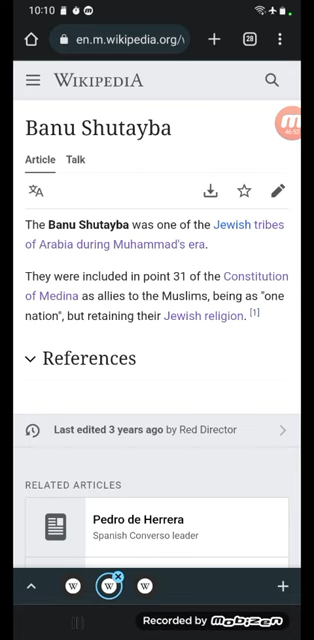 10:10
en.m.wikipedia.org/
28
WIKIPEDIA
Banu Shutayba
46:53
Article Talk
The Banu Shutayba was one of the Jewish tribes
of Arabia during Muhammad's era.
They were included in point 31 of the Constitution
of Medina as allies to the Muslims, being as "one
nation", but retaining their Jewish religion. [1]
References
Last edited 3 years ago by Red Director
RELATED ARTICLES
Pedro de Herrera
Spanish Converso leader
W W W
Recorded by mobizen